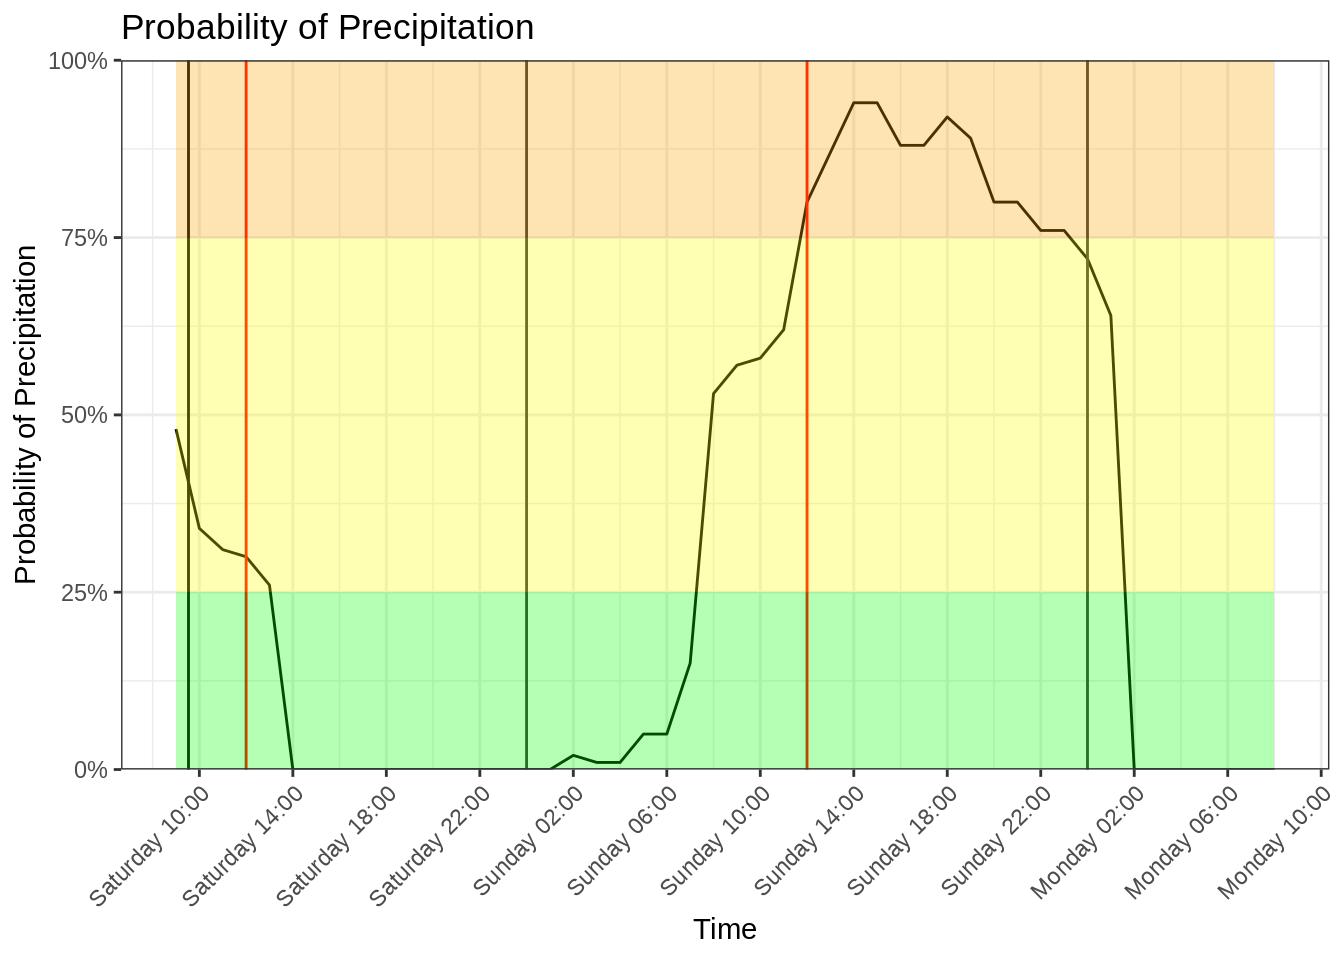 Probability of Precipitation
Probability of Precipitation
100%
75%
50%
25%
0%
Saturday 10:00
Saturday 14:00
Saturday 18:00
Saturday 22:00
Sunday 02:00
Sunday 06:00
Sunday 10:00
Sunday 14:00
Sunday 18:00
Sunday 22:00
Monday 02:00
Monday 06:00
Monday 10:00
Time